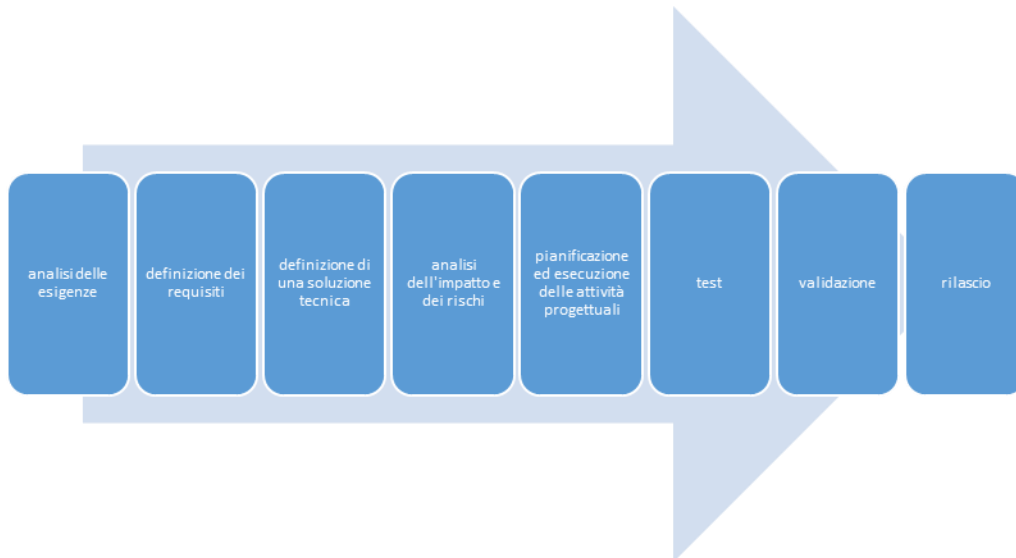 analisi delle
esigenze
definizione dei
requisiti
definizione di
una soluzione
tecnica
analisi
dell'impatto e
dei rischi
pianificazione
ed esecuzione
delle attività
progettuali
test
validazione
rilascio